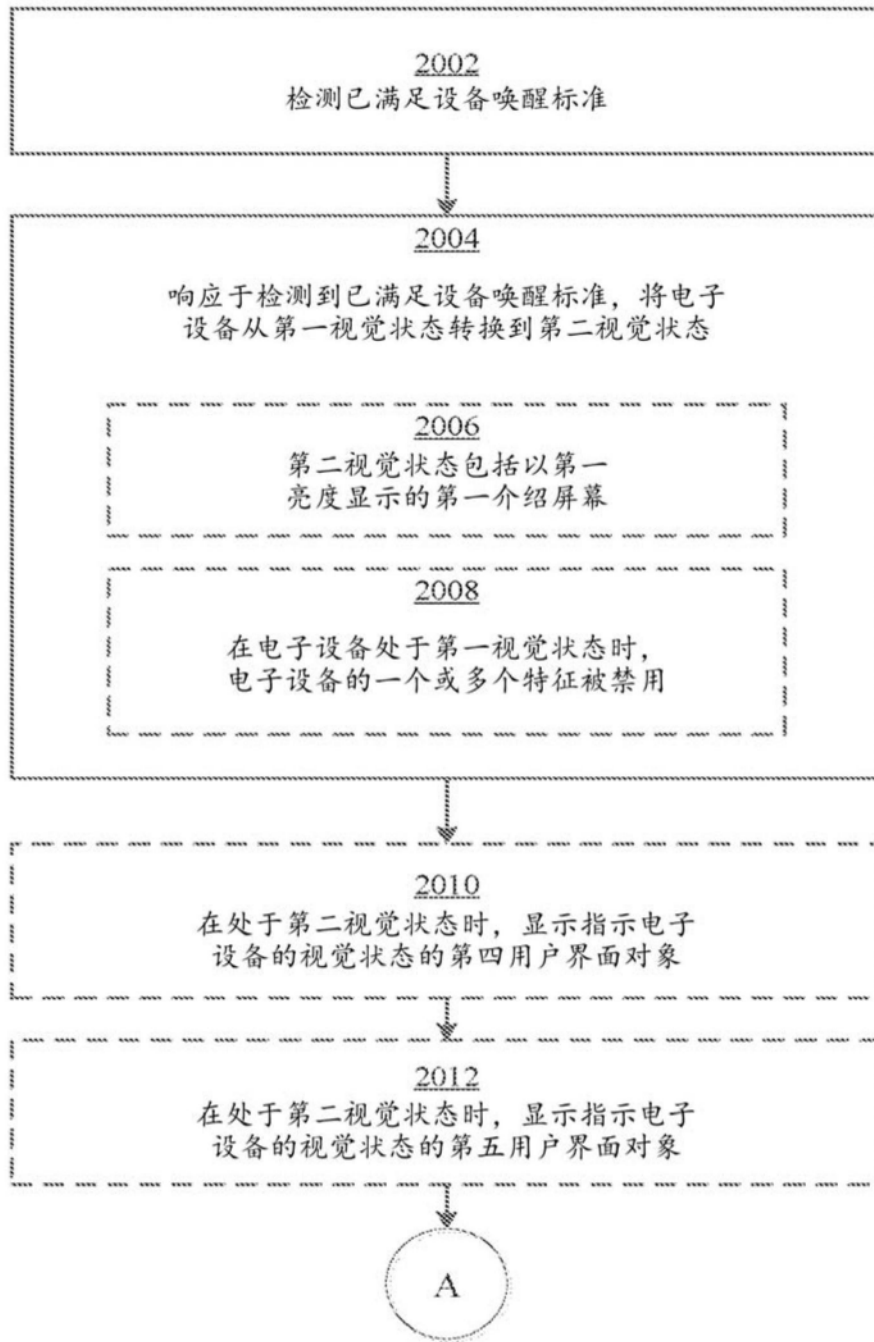 2002
检测已满足设备唤醒标准
2004
响应于检测到已满足设备唤醒标准，将电子
设备从第一视觉状态转换到第二视觉状态
2006
第二视觉状态包括以第一
亮度显示的第一介绍屏幕
2008
在电子设备处于第一视觉状态时，
电子设备的一个或多个特征被禁用
2010
在处于第二视觉状态时，显示指示电子
设备的视觉状态的第四用户界面对象
2012
在处于第二视觉状态时，显示指示电子
设备的视觉状态的第五用户界面对象
A